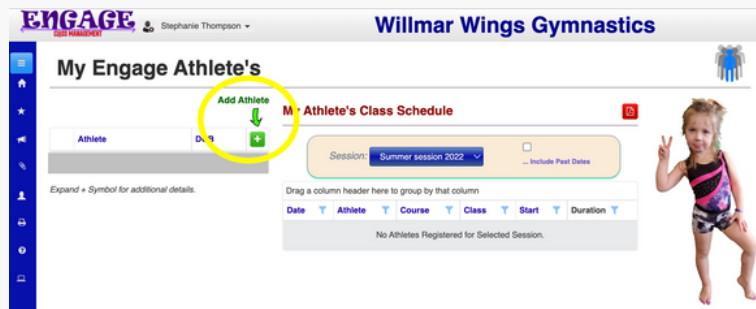 ENGAGE
CLASS MANAGEMENT
Stephanie Thompson
Willmar Wings Gymnastics
My Engage Athlete's
Add Athlete
My Athlete's Class Schedule
Athlete DOB
Session: Summer session 2022
... Include Past Dates
Expand + Symbol for additional details.
Drag a column header here to group by that column
Date Athlete Course Class Start Duration
No Athletes Registered for Selected Session.